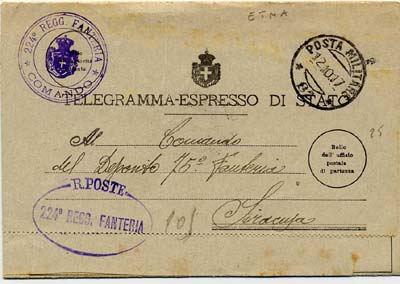 ETNA
224° REGG. FANTERIA
COMANDO
POSTA MILITARE
TELEGRAMMA-ESPRESSO DI STATO
25
Al Comando
del Deposito 75° Fanteria
Siracusa
Bollo
dell'ufficio
postale
di partenza
R. POSTE
224° REGG. FANTERIA